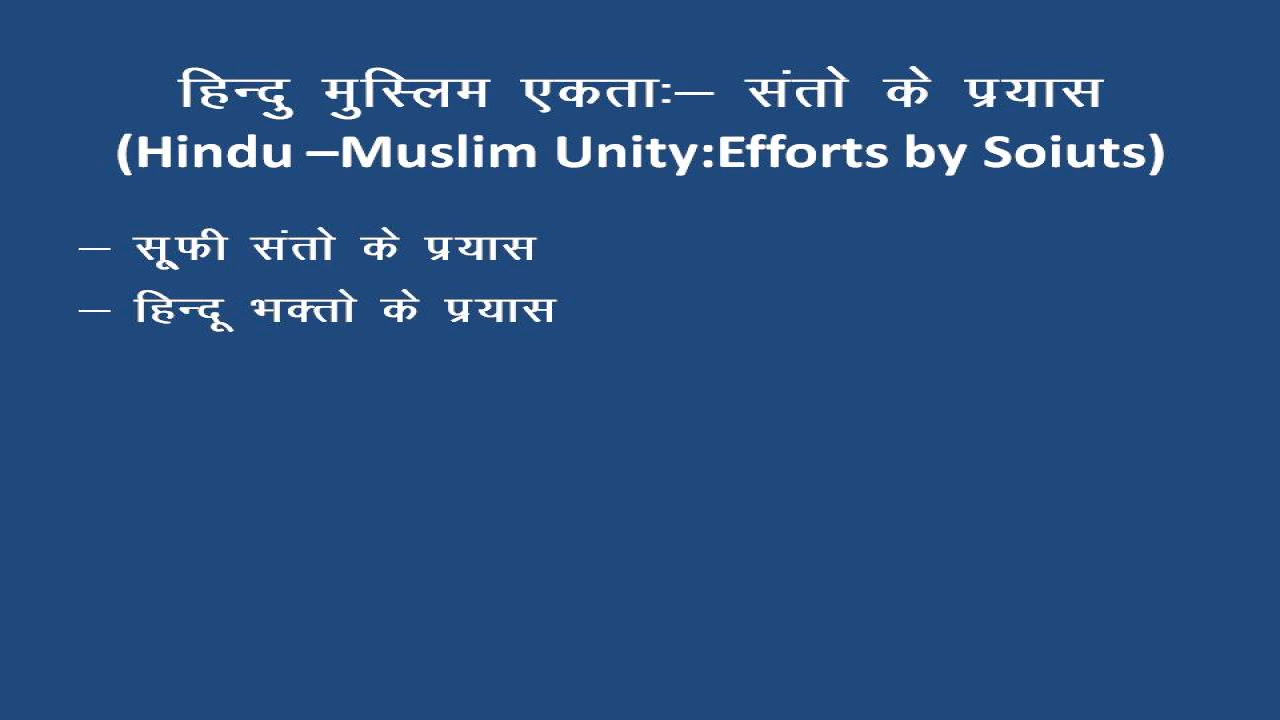 हिन्दु मुस्लिम एकताः– संतो के प्रयास
(Hindu –Muslim Unity:Efforts by Soiuts)
– सूफी संतो के प्रयास
– हिन्दू भक्तो के प्रयास